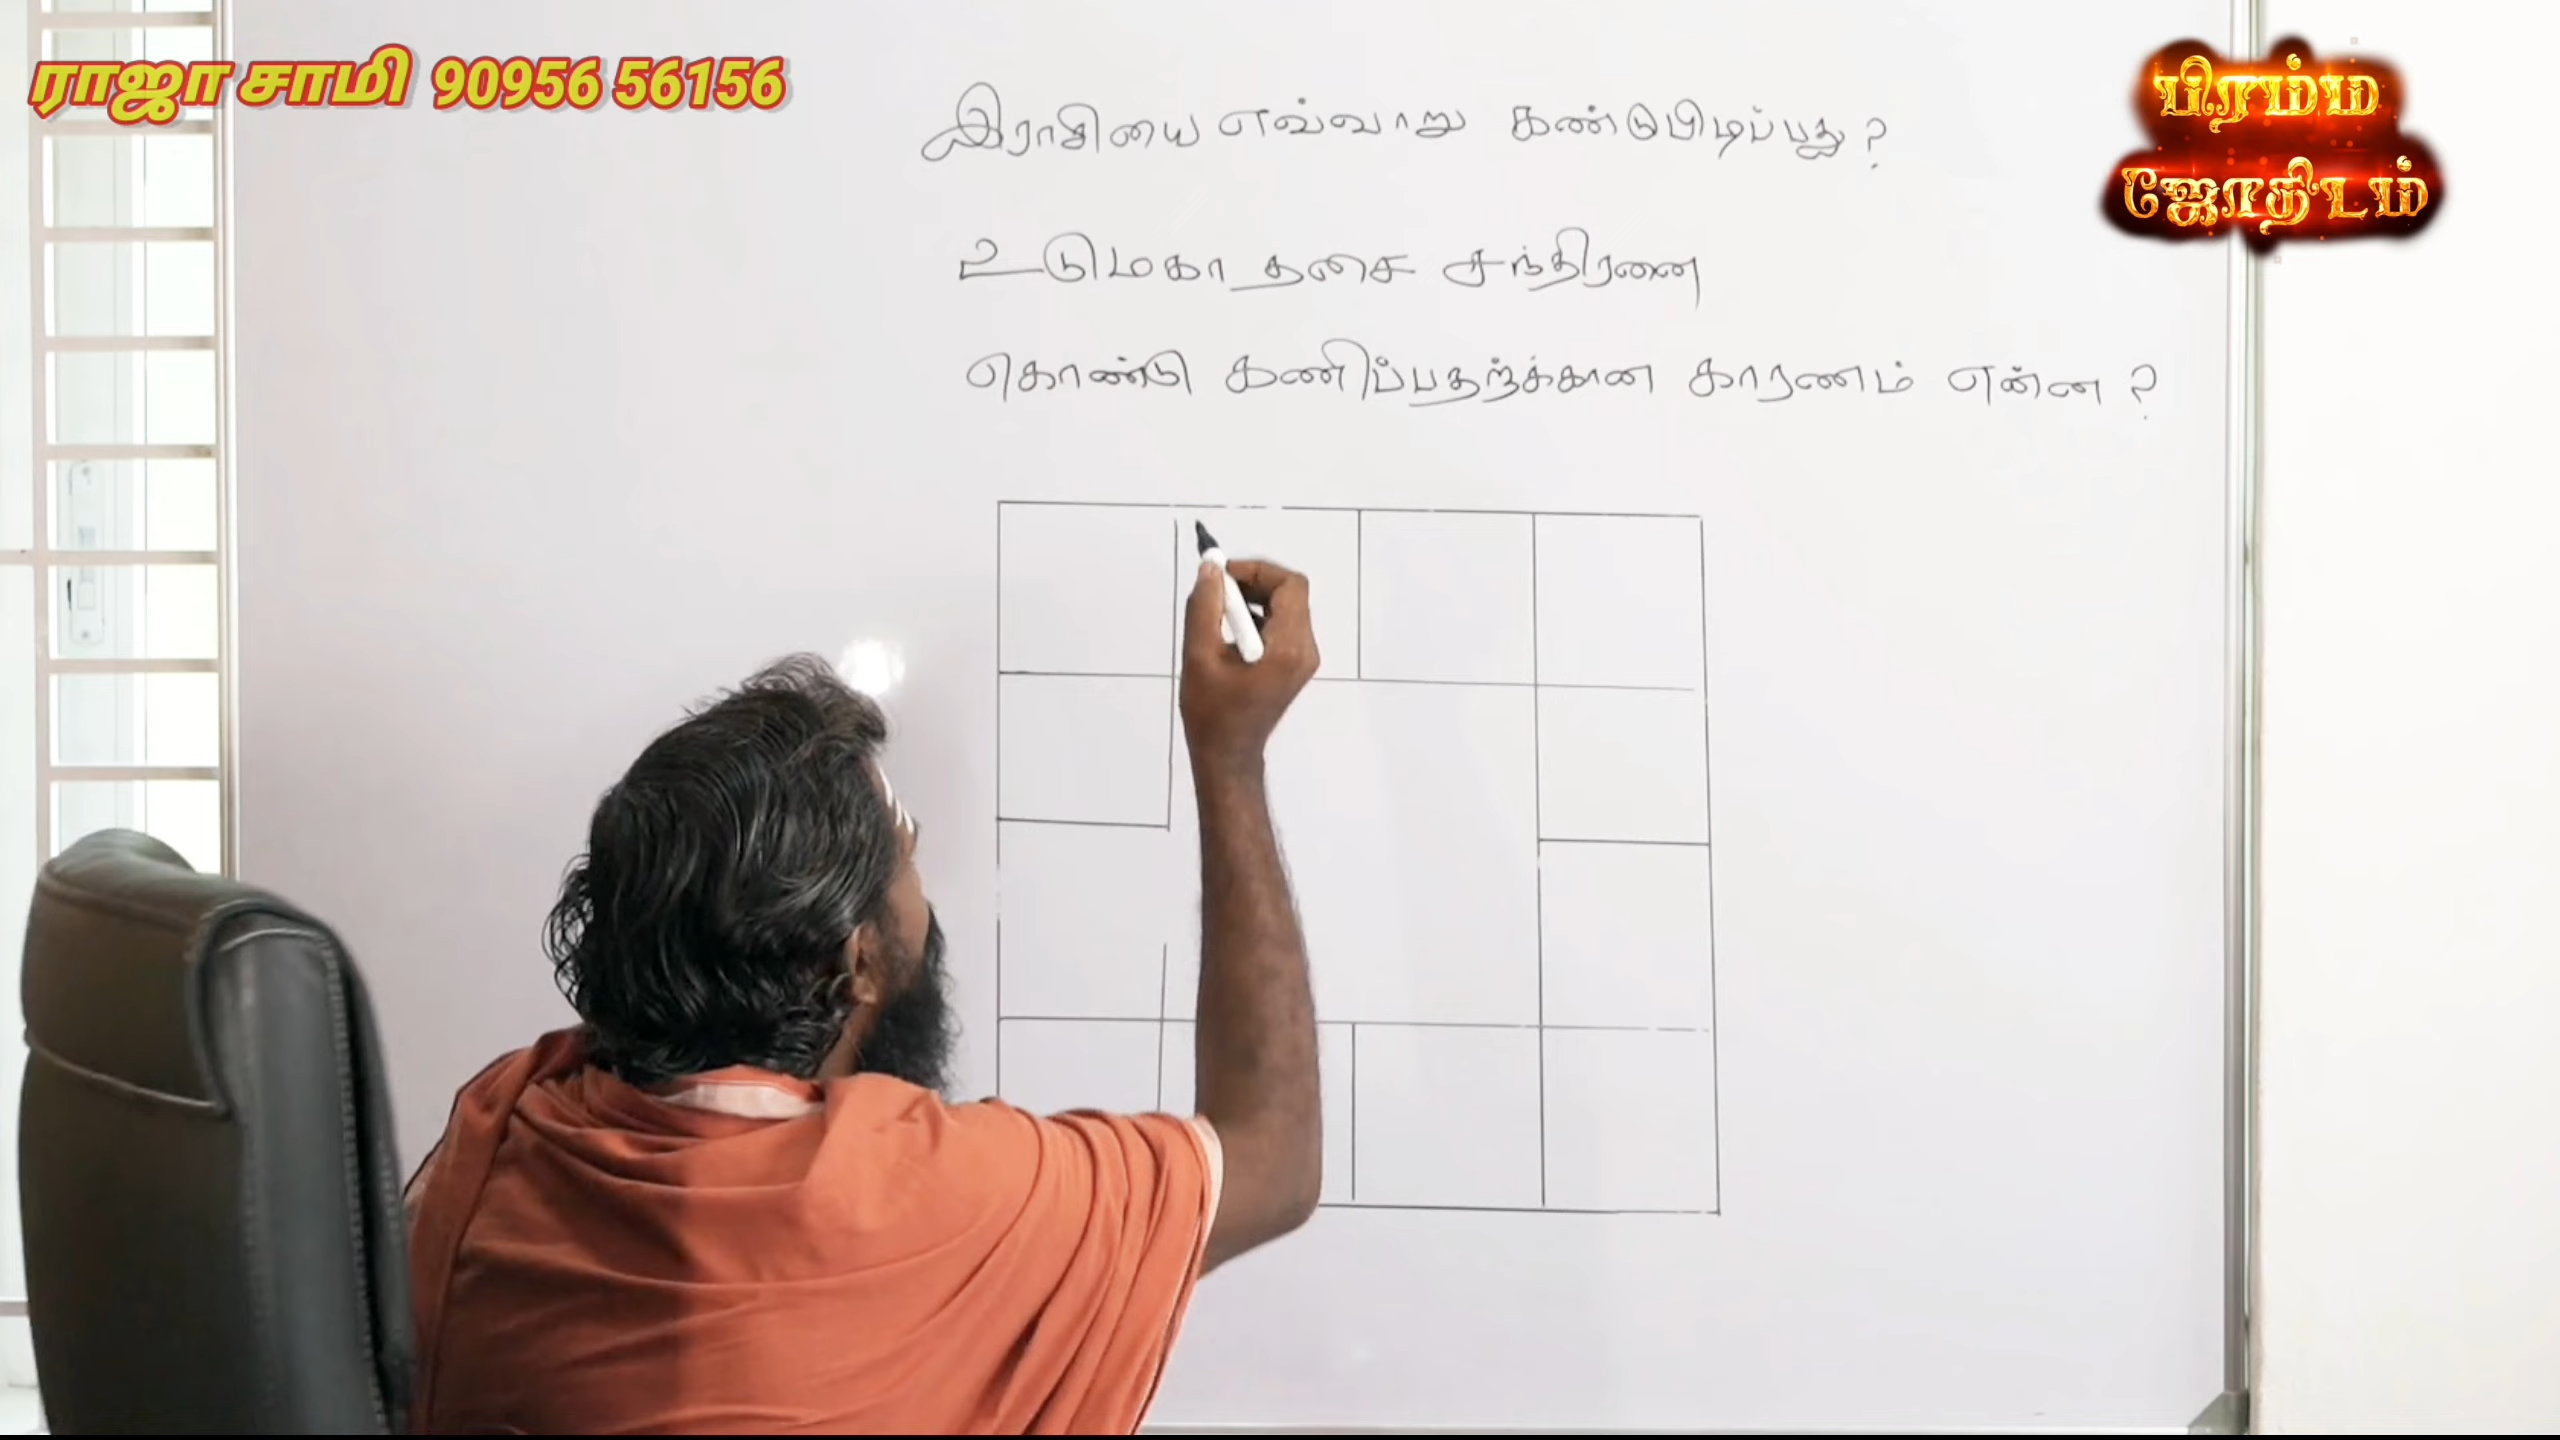 ராஜா சாமி 90956 56156
பிரம்ம
ஜோதிடம்
இராசியை எவ்வாறு கண்டுபிடிப்பது?
உடுமகா தசை சந்திரனை
கொண்டு கணிப்பதற்க்கான காரணம் என்ன?